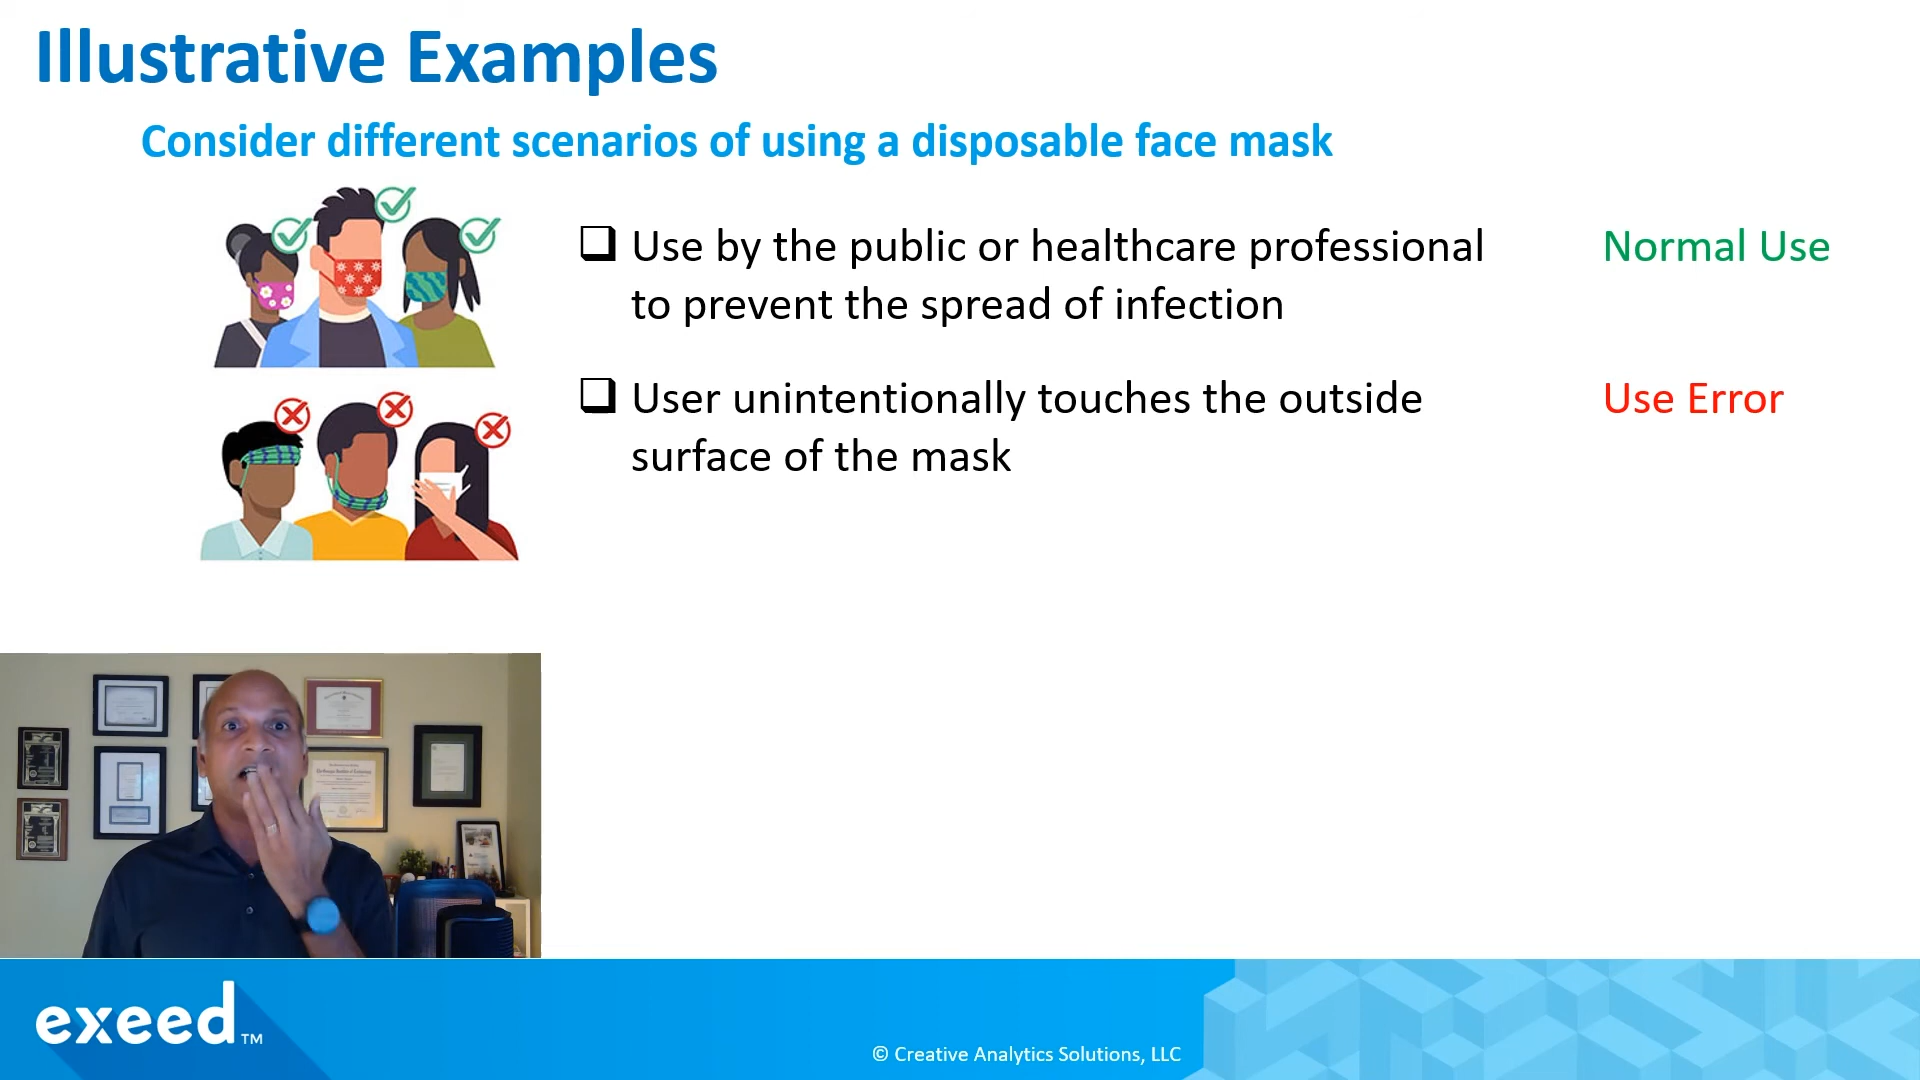 Illustrative Examples
Consider different scenarios of using a disposable face mask
❑ Use by the public or healthcare professional
to prevent the spread of infection
Normal Use
❑ User unintentionally touches the outside
surface of the mask
Use Error
exeed™
© Creative Analytics Solutions, LLC